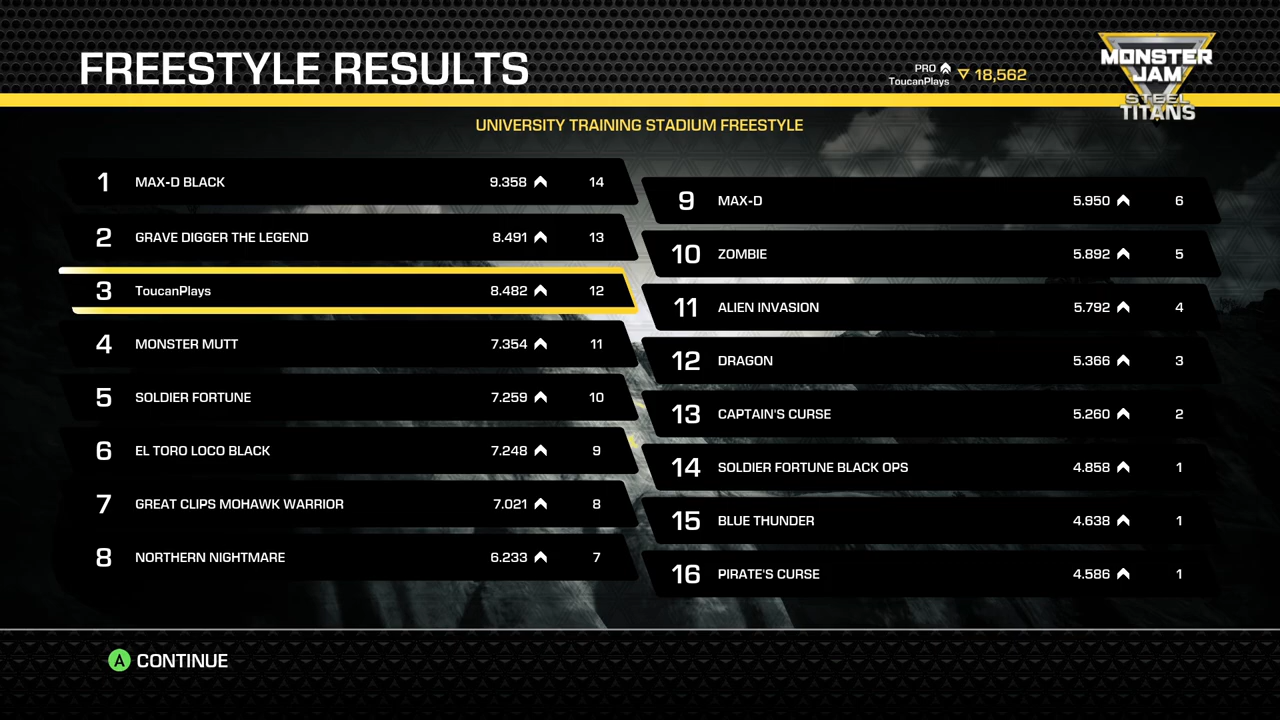 FREESTYLE RESULTS
PRO
ToucanPlays
18,562
MONSTER
JAM
STEEL
TITANS
UNIVERSITY TRAINING STADIUM FREESTYLE
1 MAX-D BLACK 9.358 14
2 GRAVE DIGGER THE LEGEND 8.491 13
3 ToucanPlays 8.482 12
4 MONSTER MUTT 7.354 11
5 SOLDIER FORTUNE 7.259 10
6 EL TORO LOCO BLACK 7.248 9
7 GREAT CLIPS MOHAWK WARRIOR 7.021 8
8 NORTHERN NIGHTMARE 6.233 7
9 MAX-D 5.950 6
10 ZOMBIE 5.892 5
11 ALIEN INVASION 5.792 4
12 DRAGON 5.366 3
13 CAPTAIN'S CURSE 5.260 2
14 SOLDIER FORTUNE BLACK OPS 4.858 1
15 BLUE THUNDER 4.638 1
16 PIRATE'S CURSE 4.586 1
A CONTINUE